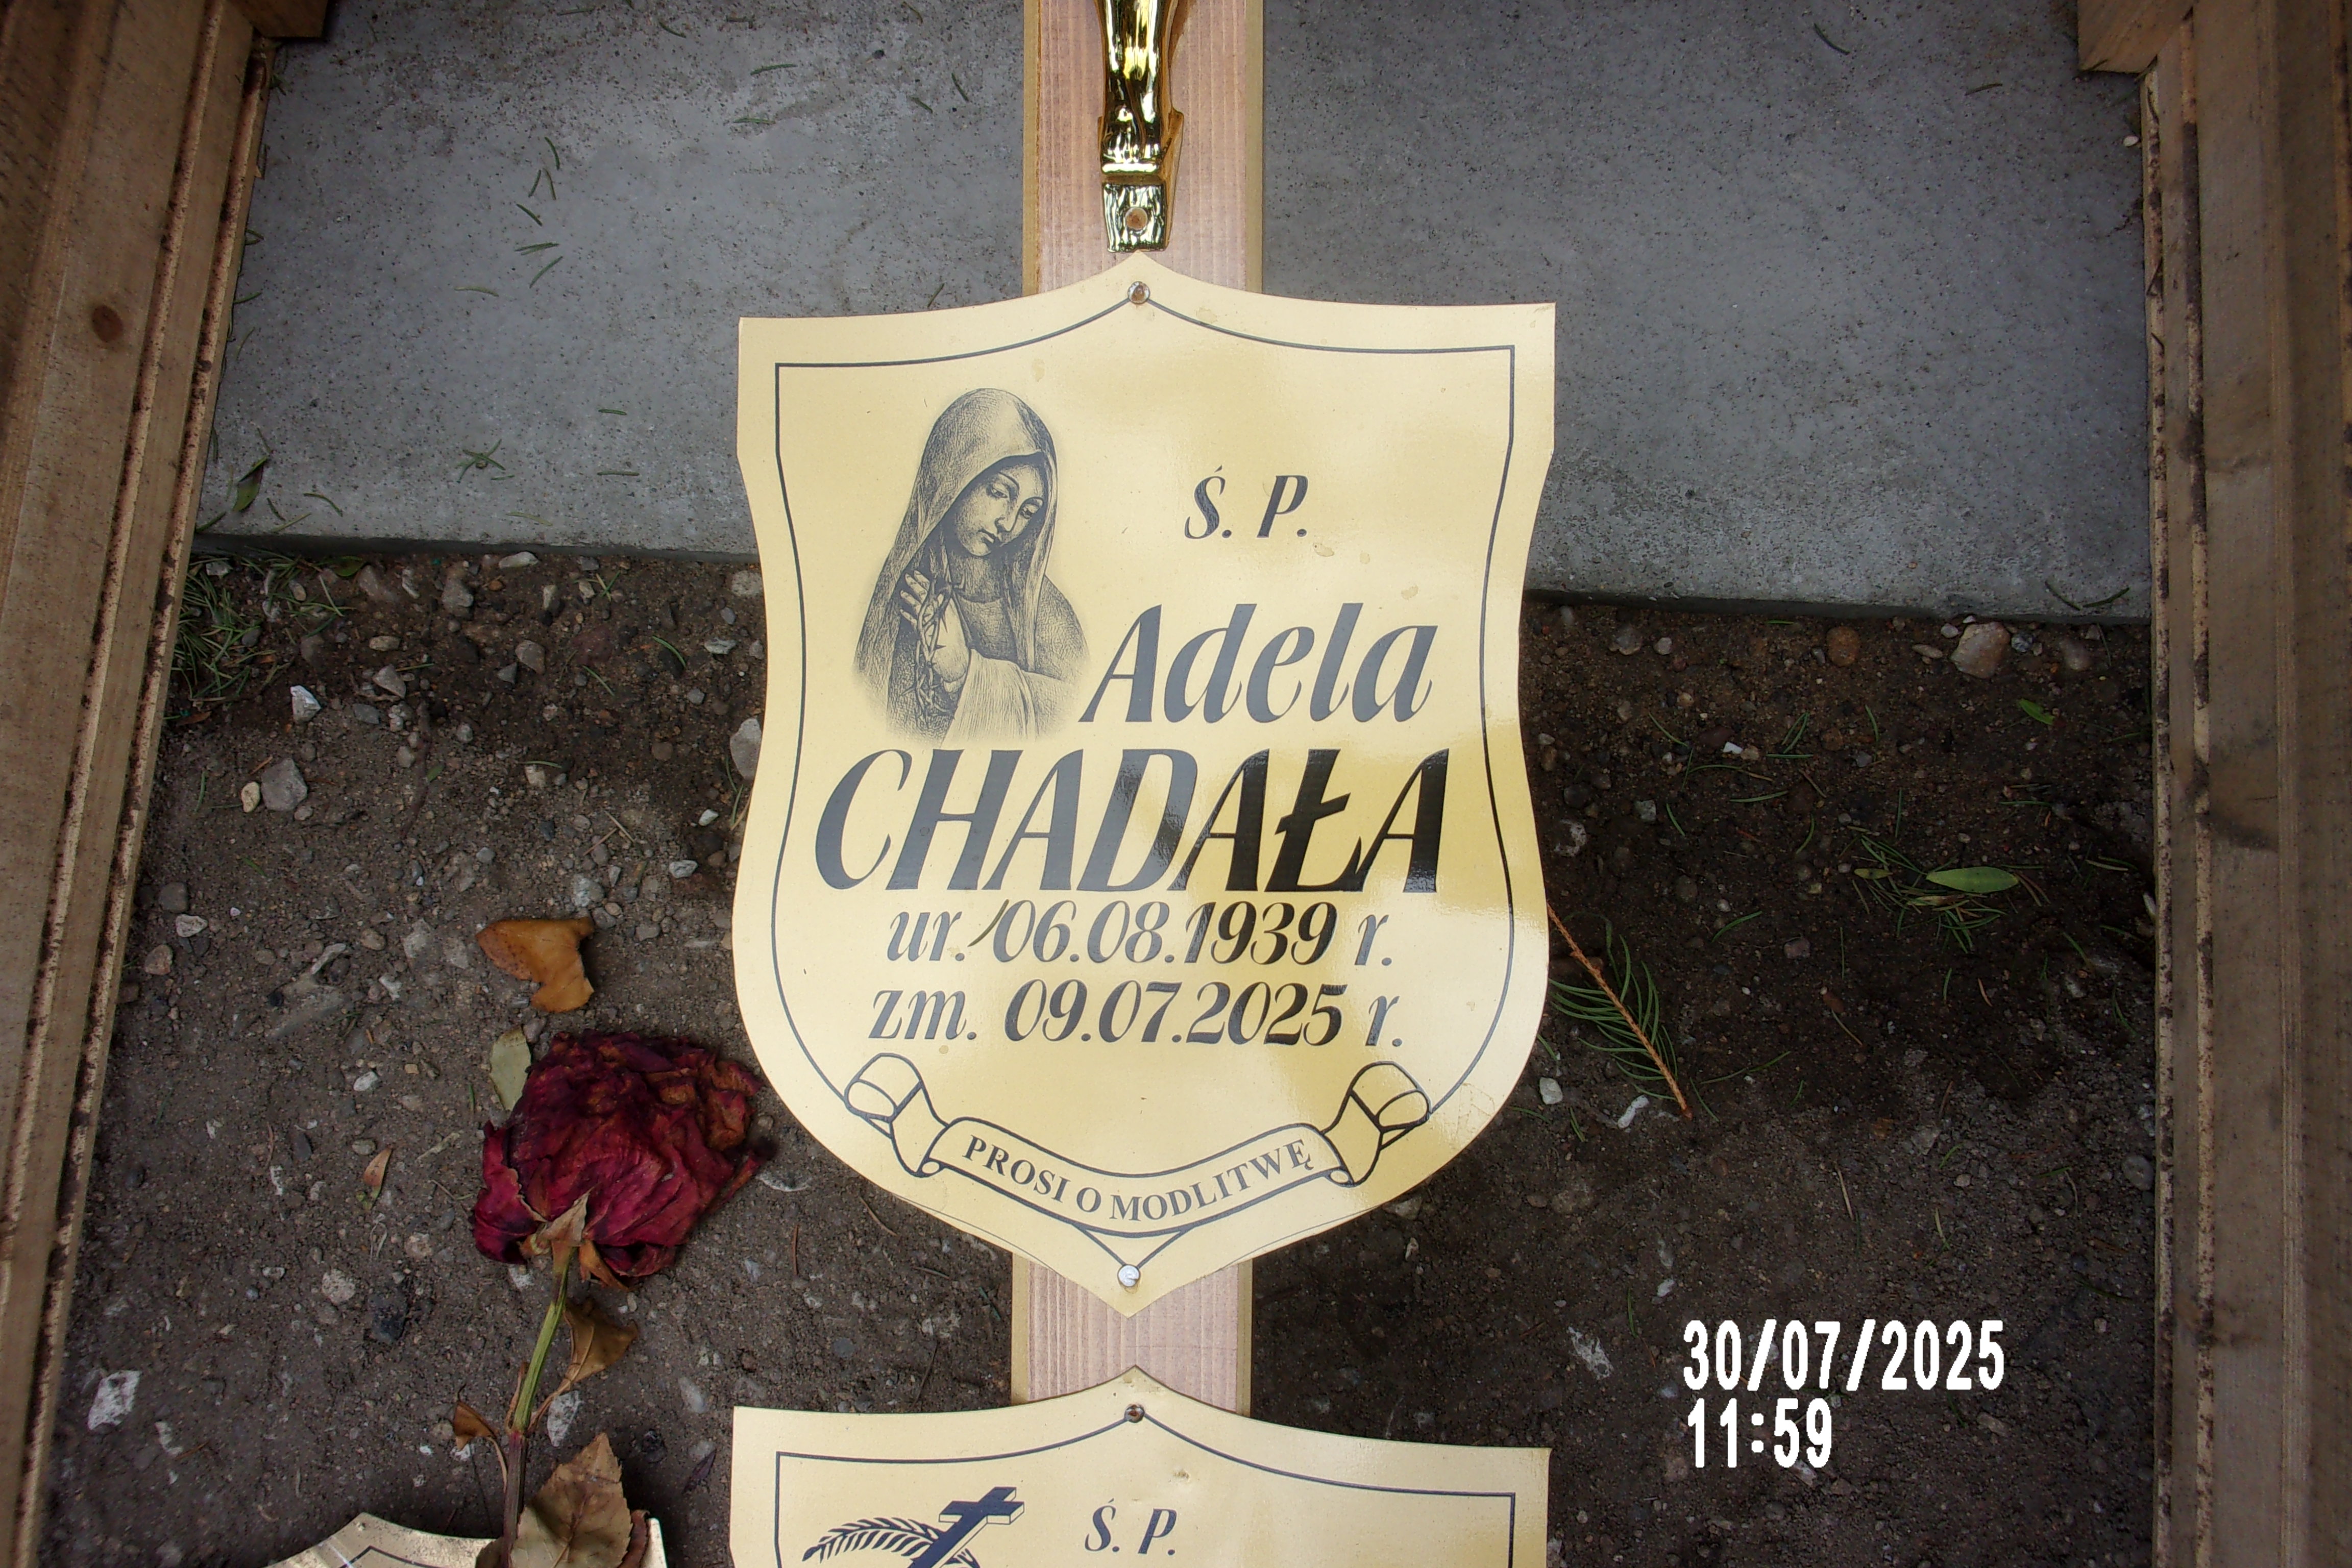 Ś. P.
Adela
CHADAŁA
ur. 06.08.1939 r.
zm. 09.07.2025 r.
PROSI O MODLITWĘ
30/07/2025
11:59
Ś. P.